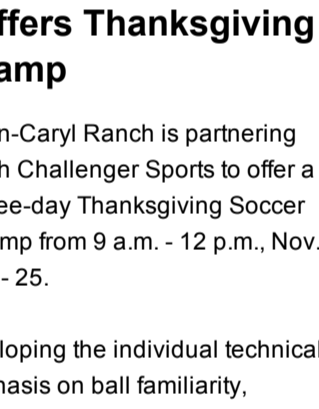 ffers Thanksgiving
amp
n-Caryl Ranch is partnering
h Challenger Sports to offer a
ee-day Thanksgiving Soccer
mp from 9 a.m. - 12 p.m., Nov.
- 25.
loping the individual technical
nasis on ball familiarity,